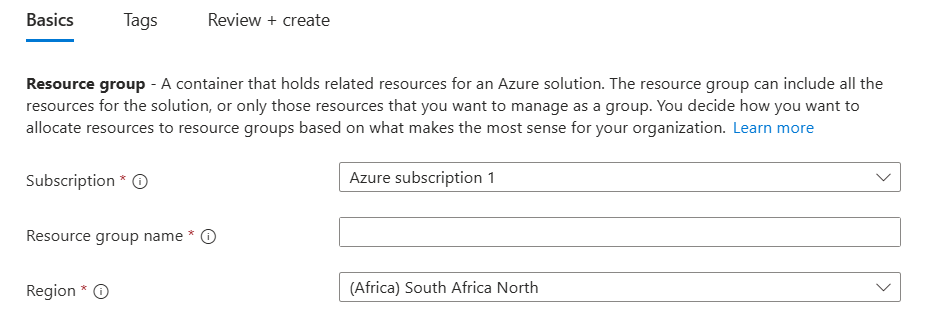 Basics Tags Review + create
Resource group - A container that holds related resources for an Azure solution. The resource group can include all the
resources for the solution, or only those resources that you want to manage as a group. You decide how you want to
allocate resources to resource groups based on what makes the most sense for your organization. Learn more
Subscription * Azure subscription 1
Resource group name *
Region * (Africa) South Africa North